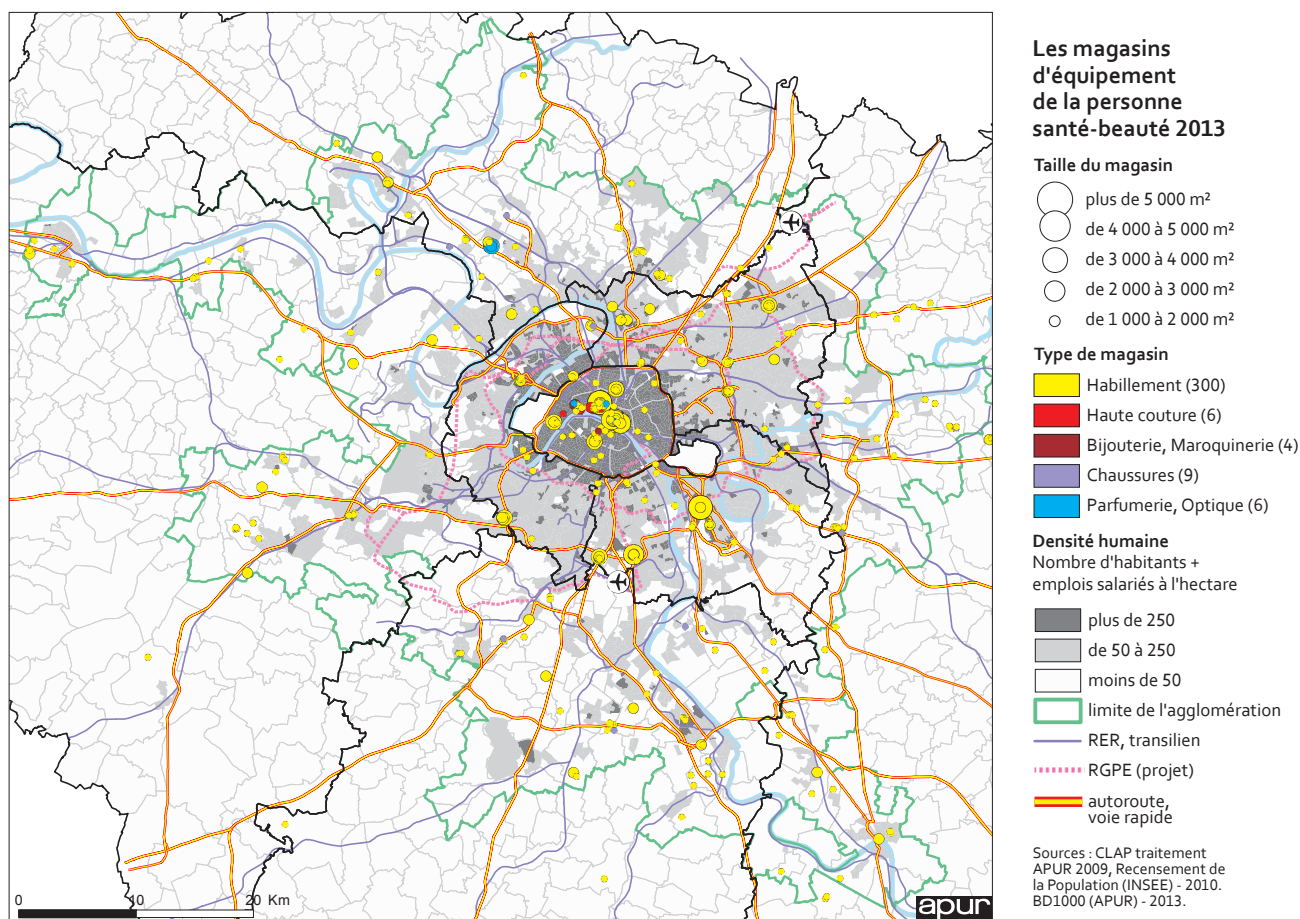 Les magasins
d'équipement
de la personne
santé-beauté 2013
Taille du magasin
plus de 5 000 m²
de 4 000 à 5 000 m²
de 3 000 à 4 000 m²
de 2 000 à 3 000 m²
de 1 000 à 2 000 m²
Type de magasin
Habillement (300)
Haute couture (6)
Bijouterie, Maroquinerie (4)
Chaussures (9)
Parfumerie, Optique (6)
Densité humaine
Nombre d'habitants +
emplois salariés à l'hectare
plus de 250
de 50 à 250
moins de 50
limite de l'agglomération
RER, transilien
RGPE (projet)
autoroute,
voie rapide
Sources : CLAP traitement
APUR 2009, Recensement de
la Population (INSEE) - 2010.
BD1000 (APUR) - 2013.
0 10 20 Km
apur